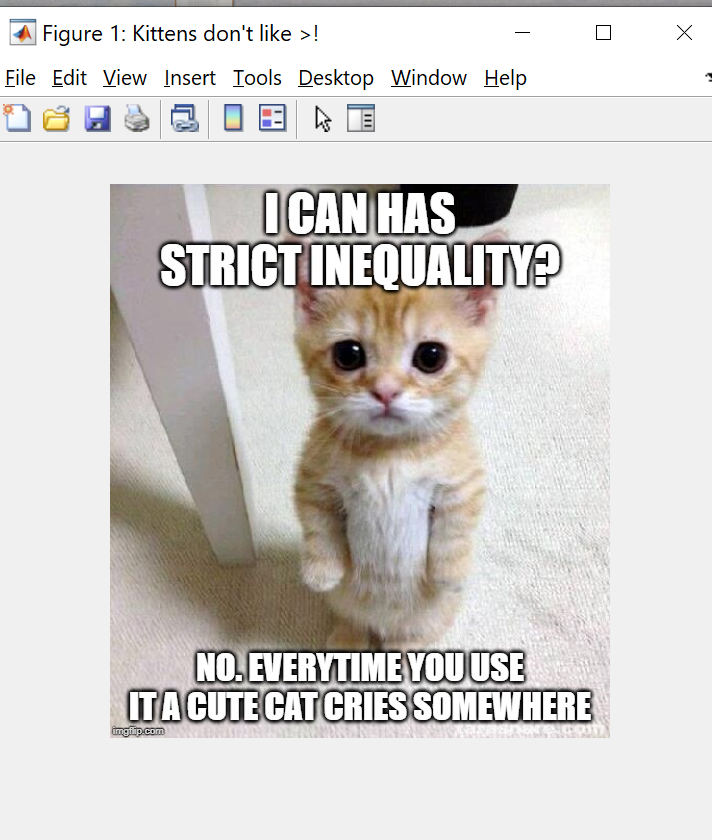 Figure 1: Kittens don't like >!
File Edit View Insert Tools Desktop Window Help
I CAN HAS
STRICT INEQUALITY?
NO. EVERYTIME YOU USE
IT A CUTE CAT CRIES SOMEWHERE
imgflip.com